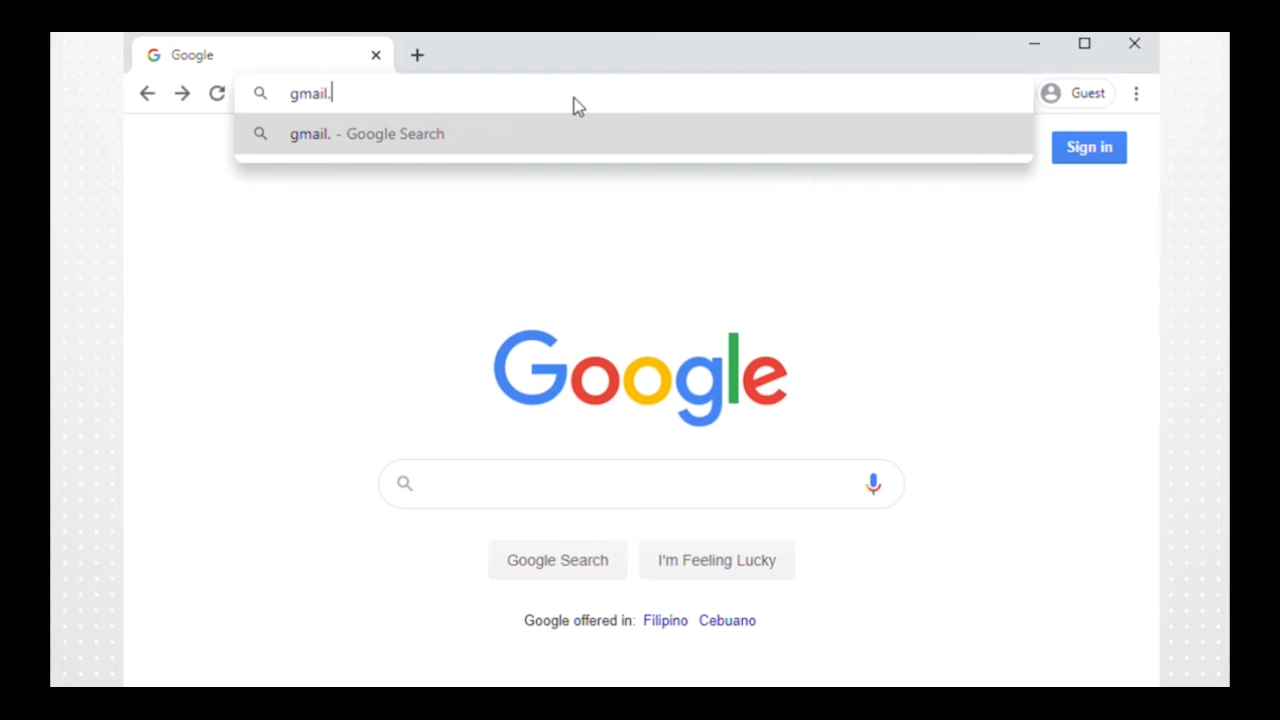 Google
gmail.
Guest
gmail. - Google Search
Sign in
Google
Google Search
I'm Feeling Lucky
Google offered in: Filipino Cebuano